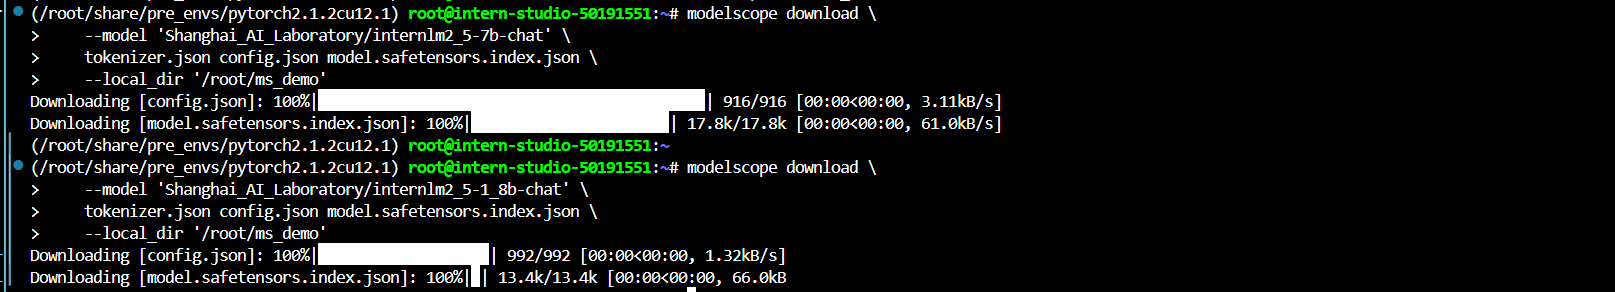 (/root/share/pre_envs/pytorch2.1.2cu12.1) root@intern-studio-50191551:~# modelscope download \
>     --model 'Shanghai_AI_Laboratory/internlm2_5-7b-chat' \
>     tokenizer.json config.json model.safetensors.index.json \
>     --local_dir '/root/ms_demo'
Downloading [config.json]: 100%|| 916/916 [00:00<00:00, 3.11kB/s]
Downloading [model.safetensors.index.json]: 100%|| 17.8k/17.8k [00:00<00:00, 61.0kB/s]
(/root/share/pre_envs/pytorch2.1.2cu12.1) root@intern-studio-50191551:~
(/root/share/pre_envs/pytorch2.1.2cu12.1) root@intern-studio-50191551:~# modelscope download \
>     --model 'Shanghai_AI_Laboratory/internlm2_5-1_8b-chat' \
>     tokenizer.json config.json model.safetensors.index.json \
>     --local_dir '/root/ms_demo'
Downloading [config.json]: 100%|| 992/992 [00:00<00:00, 1.32kB/s]
Downloading [model.safetensors.index.json]: 100%|| 13.4k/13.4k [00:00<00:00, 66.0kB